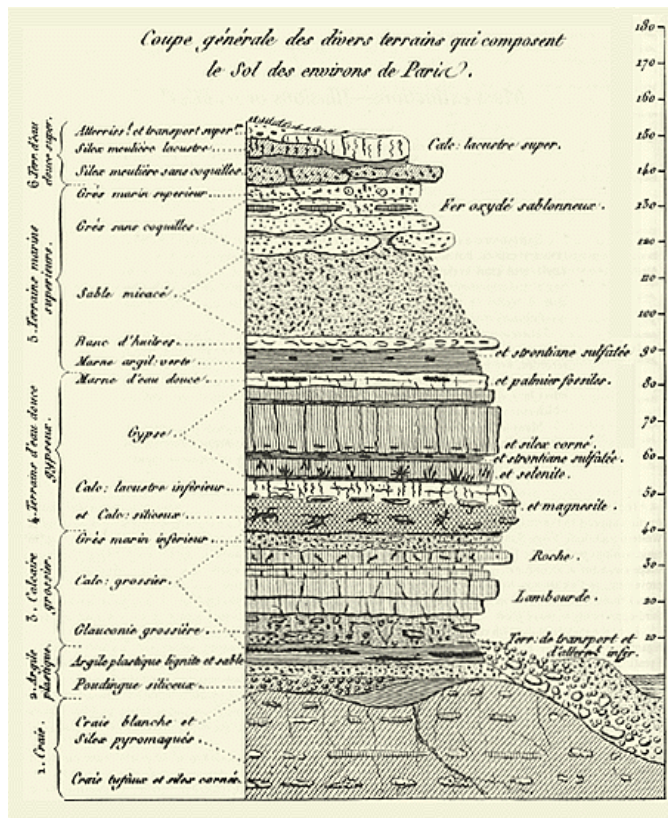 Coupe générale des divers terrains qui composent
le Sol des environs de Paris.
180
170
160
150
140
130
120
110
100
90
80
70
60
50
40
30
20
10
6. Terr. d'eau
douce super.
Atterriss.t et transport super.r
Silex meulière lacustre
Silex meulière sans coquilles
Calc: lacustre super.
5. Terrains marins
superieurs.
Grès marin superieur
Grès sans coquilles
Sable micacé
Banc d'huitres
Marne argil: verte
Fer oxydé sablonneux.
et strontiane sulfatée
4. Terrains d'eau douce
gypseux.
Marne d'eau douce
Gypse
Calc: lacustre inférieur
et Calc: siliceux
et palmier fossiles.
et silex corné.
et strontiane sulfatée.
et selenite.
et magnesite.
3. Calcaire
grossier.
Grès marin inférieur
Calc: grossier
Glauconie grossière
Roche.
Lambourde.
2. Argile
plastique.
Argile plastique lignite et sable
Poudingue siliceux
Terr: de transport et
d'atterris infér.
1. Craie.
Craie blanche et
Silex pyromaques
Craie tufaux et silex cornés.